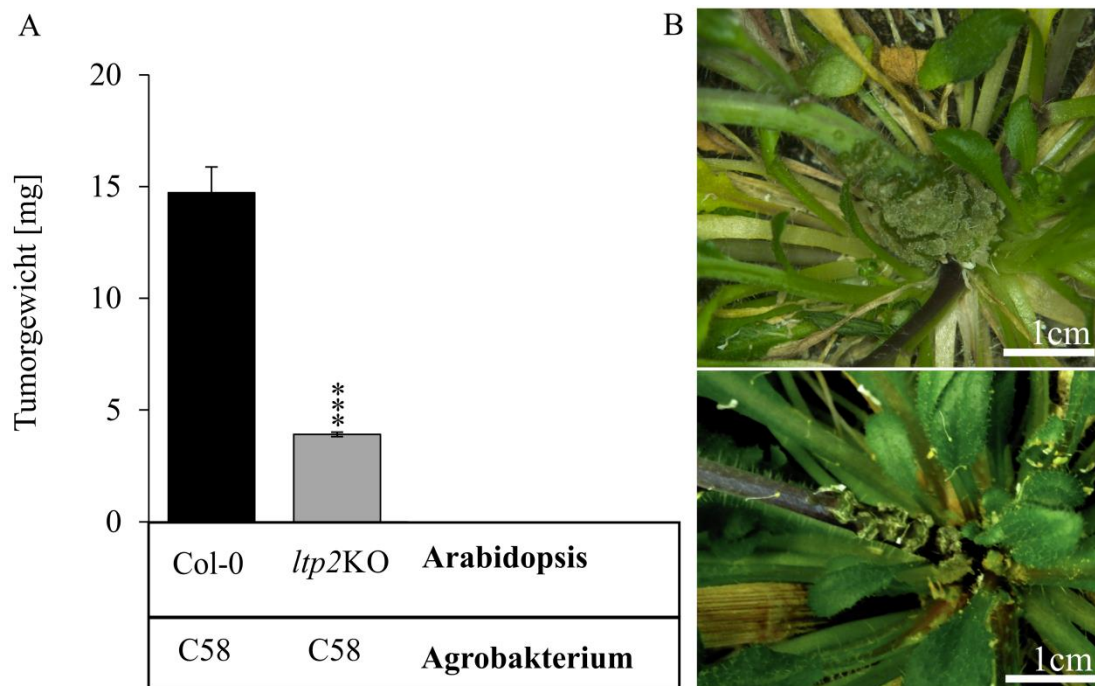 A
B
Tumorgewicht [mg]
20
15
10
5
0
***
Col-0 ltp2KO Arabidopsis
C58 C58 Agrobakterium
1cm
1cm